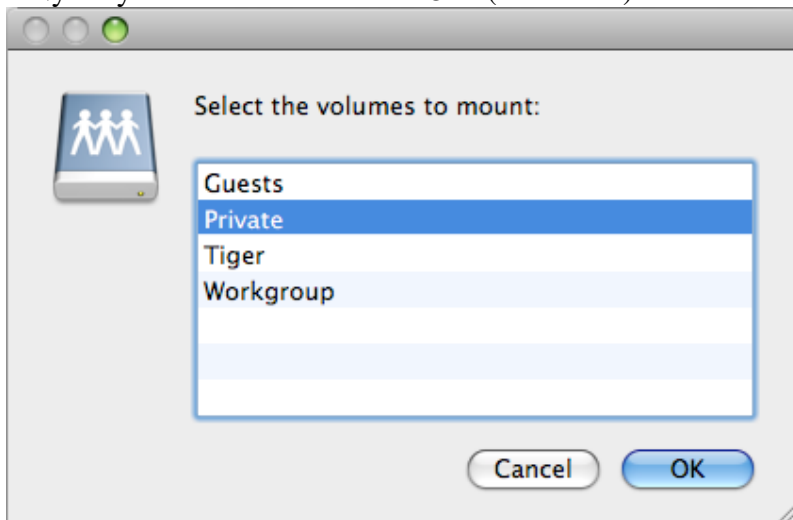 Select the volumes to mount:
Guests
Private
Tiger
Workgroup
Cancel OK